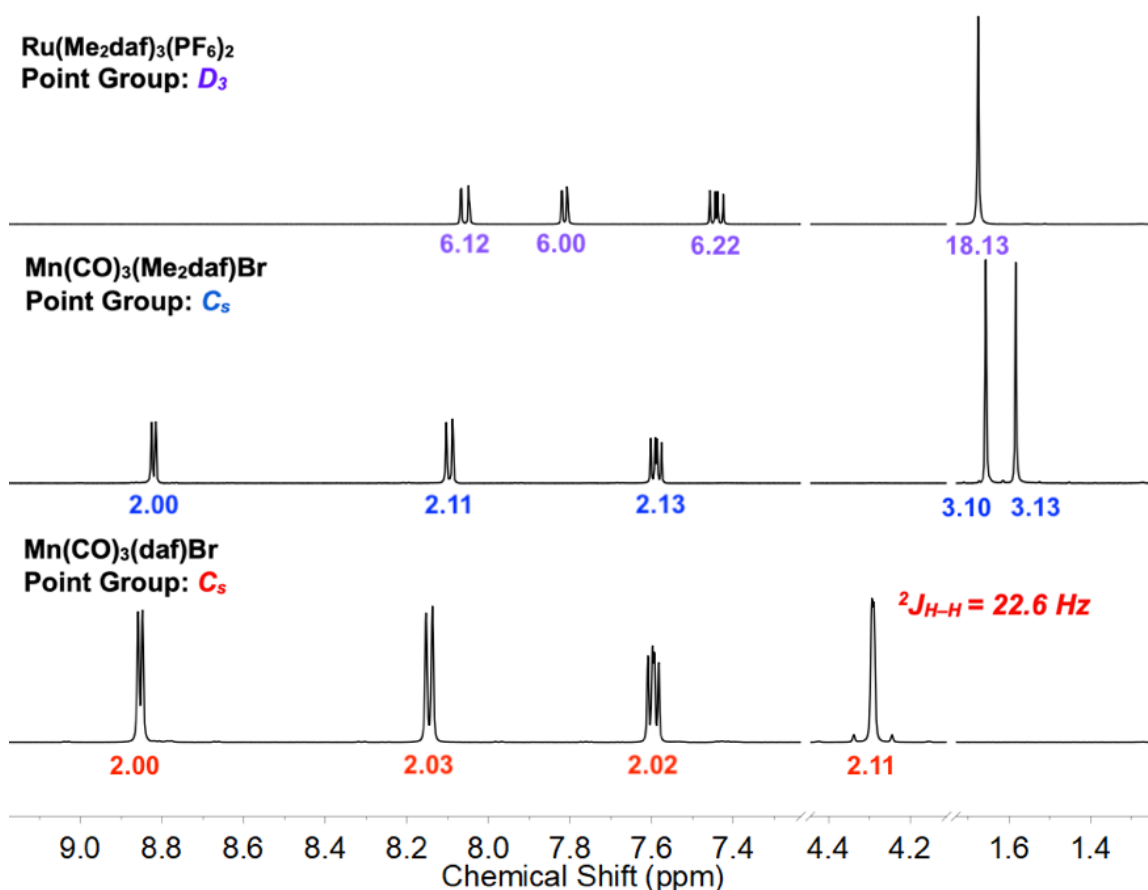 Ru(Me₂daf)₃(PF₆)₂
Point Group: D₃
6.12 6.00 6.22 18.13
Mn(CO)₃(Me₂daf)Br
Point Group: Cₛ
2.00 2.11 2.13 3.10 3.13
Mn(CO)₃(daf)Br
Point Group: Cₛ
²J_H–H = 22.6 Hz
2.00 2.03 2.02 2.11
9.0 8.8 8.6 8.4 8.2 8.0 7.8 7.6 7.4 4.4 4.2 1.6 1.4
Chemical Shift (ppm)